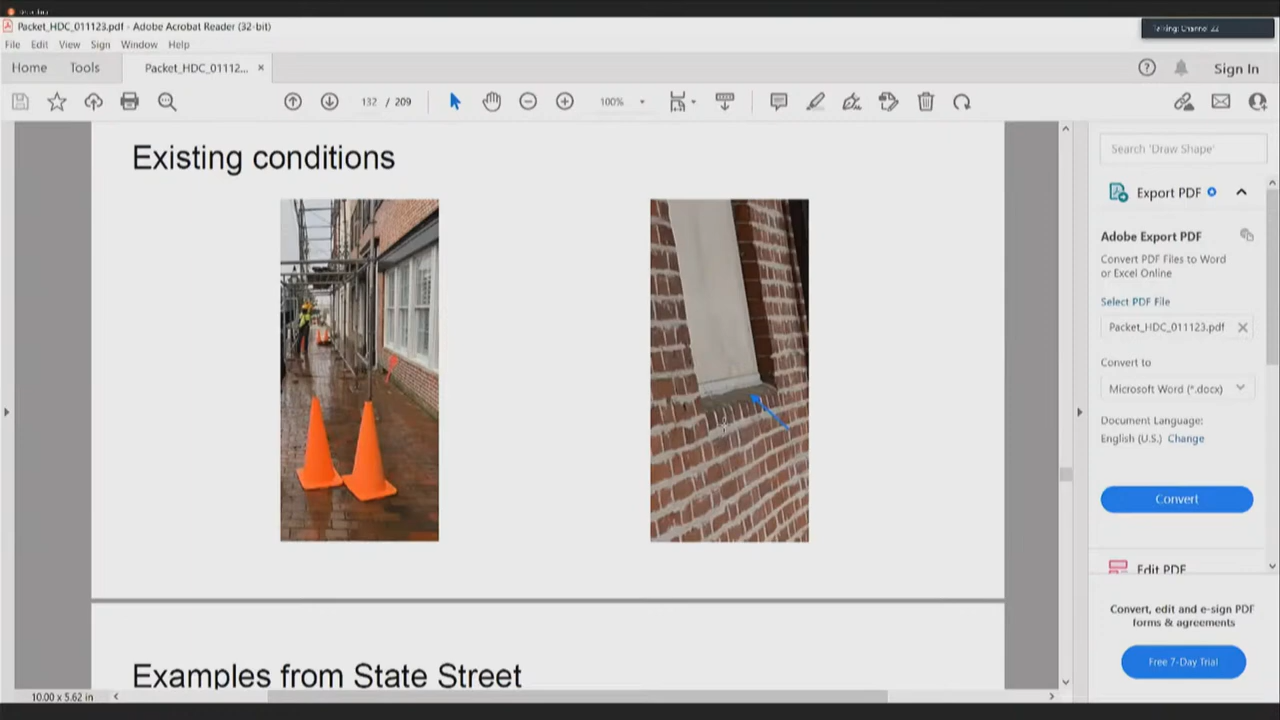 Packet_HDC_011123.pdf - Adobe Acrobat Reader (32-bit)
File Edit View Sign Window Help
Home Tools Packet_HDC_01112... ×
Sign In
132 / 209
100%
Existing conditions
Examples from State Street
10.00 x 5.62 in
Search 'Draw Shape'
Export PDF
Adobe Export PDF
Convert PDF Files to Word
or Excel Online
Select PDF File
Packet_HDC_011123.pdf
Convert to
Microsoft Word (*.docx)
Document Language:
English (U.S.) Change
Convert
Edit PDF
Convert, edit and e-sign PDF
forms & agreements
Free 7-Day Trial